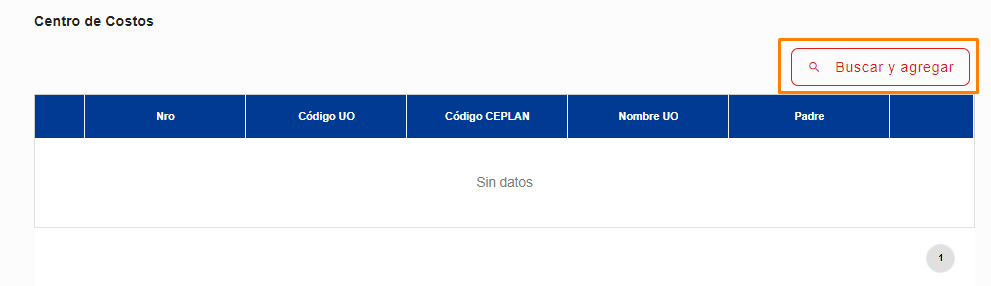 Centro de Costos
Buscar y agregar
Nro Código UO Código CEPLAN Nombre UO Padre
Sin datos
1